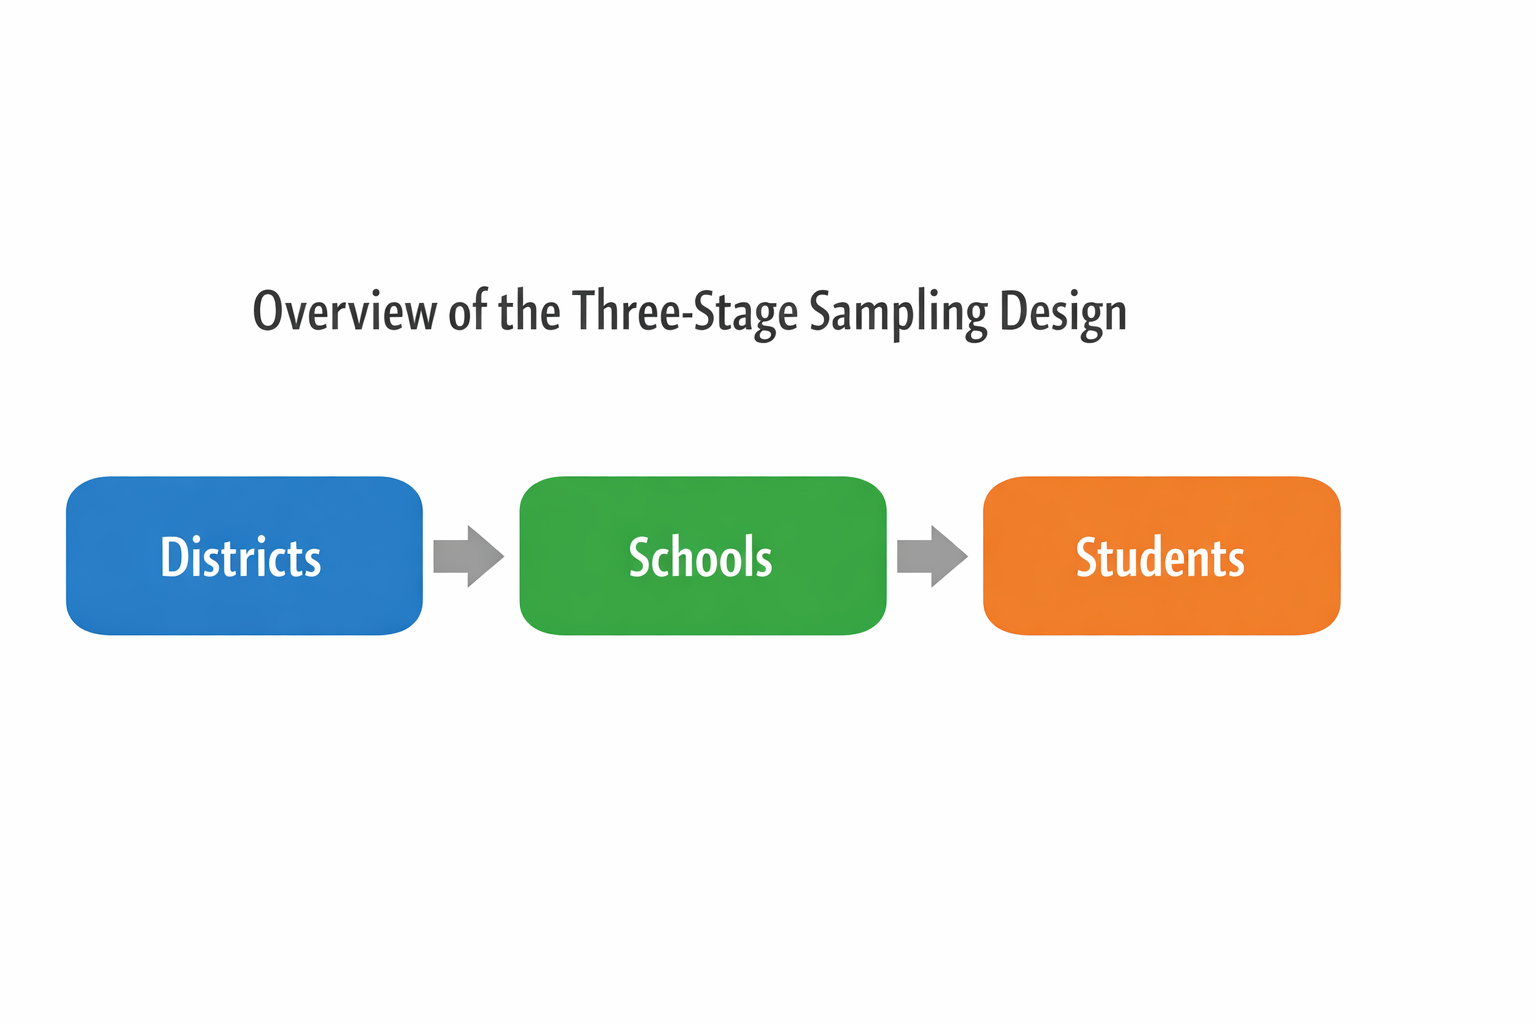 Overview of the Three-Stage Sampling Design
Districts
Schools
Students